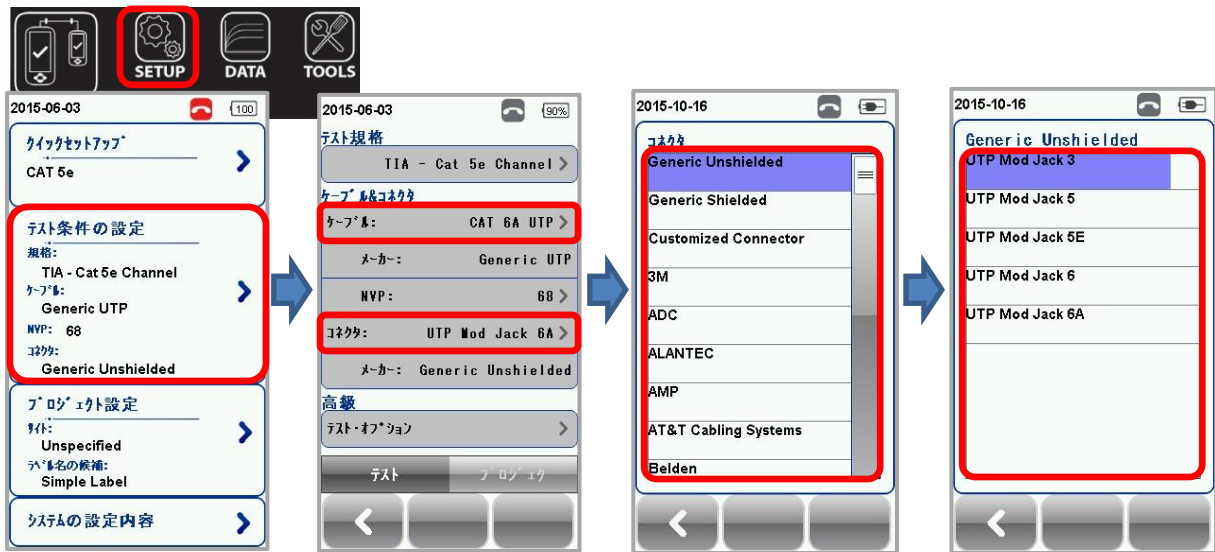 SETUP
DATA
TOOLS
2015-06-03
100
ｸｲｯｸｾｯﾄｱｯﾌﾟ
CAT 5e
ﾃｽﾄ条件の設定
規格:
TIA - Cat 5e Channel
ｹｰﾌﾞﾙ:
Generic UTP
NVP: 68
ｺﾈｸﾀ:
Generic Unshielded
ﾌﾟﾛｼﾞｪｸﾄ設定
ｻｲﾄ:
Unspecified
ﾗﾍﾞﾙ名の候補:
Simple Label
ｼｽﾃﾑの設定内容
2015-06-03
90%
ﾃｽﾄ規格
TIA - Cat 5e Channel
ｹｰﾌﾞﾙ&ｺﾈｸﾀ
ｹｰﾌﾞﾙ: CAT 6A UTP
ﾒｰｶｰ: Generic UTP
NVP: 68
ｺﾈｸﾀ: UTP Mod Jack 6A
ﾒｰｶｰ: Generic Unshielded
高級
ﾃｽﾄ･ｵﾌﾟｼｮﾝ
ﾃｽﾄ ﾌﾟﾛｼﾞｪｸ
2015-10-16
ｺﾈｸﾀ
Generic Unshielded
Generic Shielded
Customized Connector
3M
ADC
ALANTEC
AMP
AT&T Cabling Systems
Belden
2015-10-16
Generic Unshielded
UTP Mod Jack 3
UTP Mod Jack 5
UTP Mod Jack 5E
UTP Mod Jack 6
UTP Mod Jack 6A